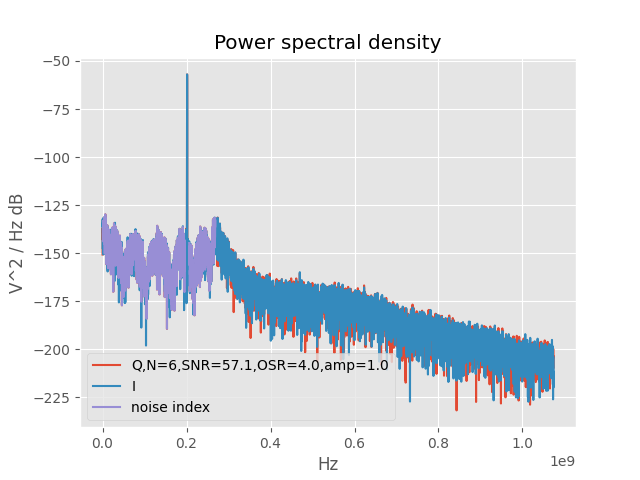 Power spectral density
V^2 / Hz dB
−50
−75
−100
−125
−150
−175
−200
−225
Q,N=6,SNR=57.1,OSR=4.0,amp=1.0
I
noise index
0.0 0.2 0.4 0.6 0.8 1.0
1e9
Hz